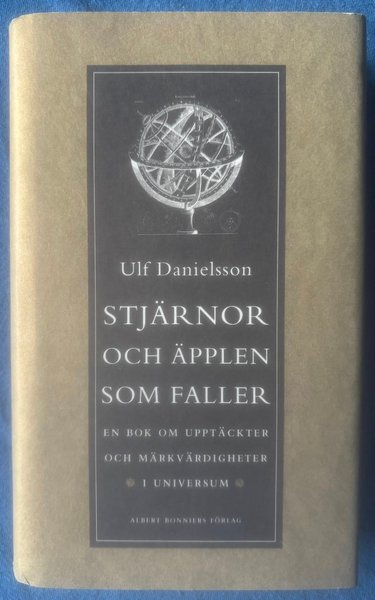 Ulf Danielsson
STJÄRNOR
OCH ÄPPLEN
SOM FALLER
EN BOK OM UPPTÄCKTER
OCH MÄRKVÄRDIGHETER
I UNIVERSUM
ALBERT BONNIERS FÖRLAG